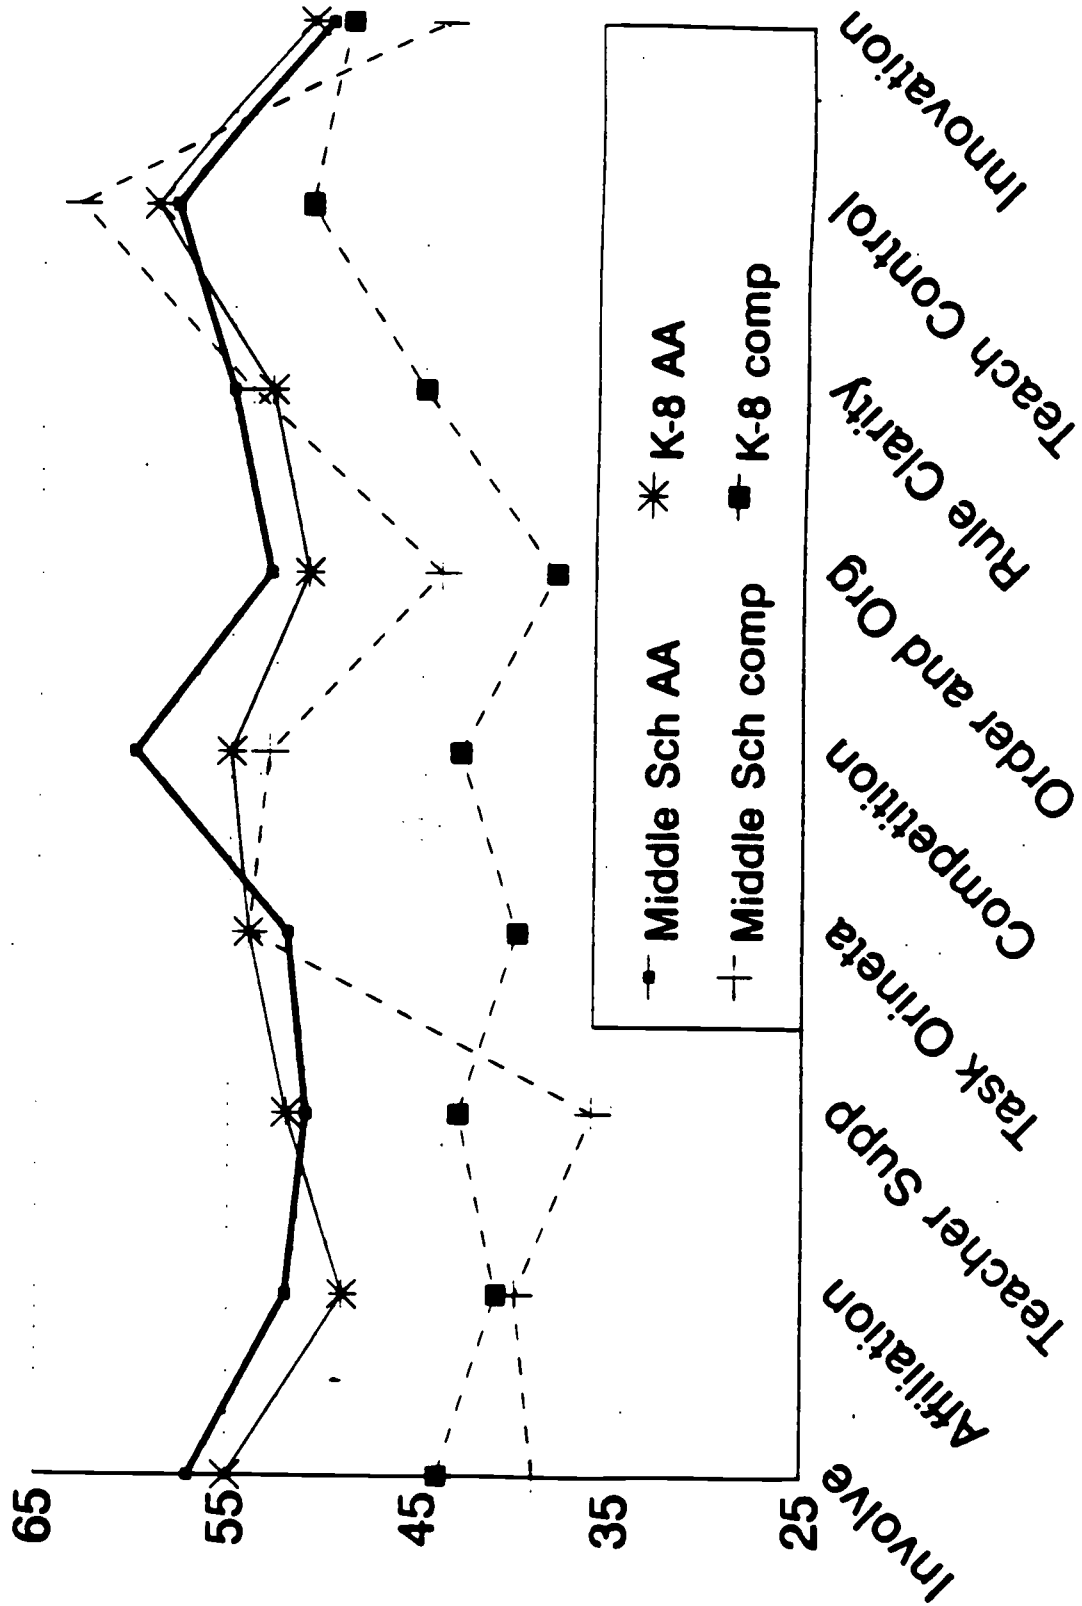 65
55
45
35
25
Middle Sch AA K-8 AA
Middle Sch comp K-8 comp
Involve
Affiliation
Teacher Supp
Task Orineta
Competition
Order and Org
Rule Clarity
Teach Control
Innovation